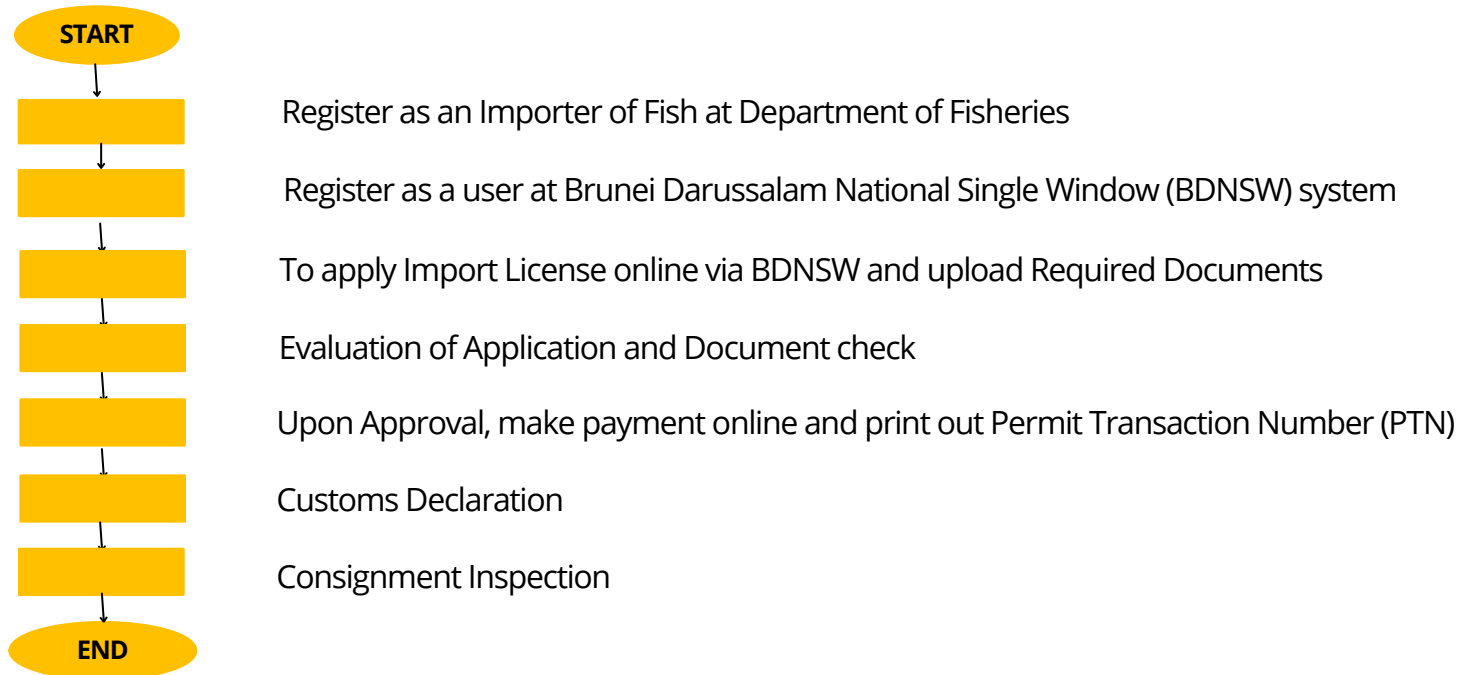 START
Register as an Importer of Fish at Department of Fisheries
Register as a user at Brunei Darussalam National Single Window (BDNSW) system
To apply Import License online via BDNSW and upload Required Documents
Evaluation of Application and Document check
Upon Approval, make payment online and print out Permit Transaction Number (PTN)
Customs Declaration
Consignment Inspection
END